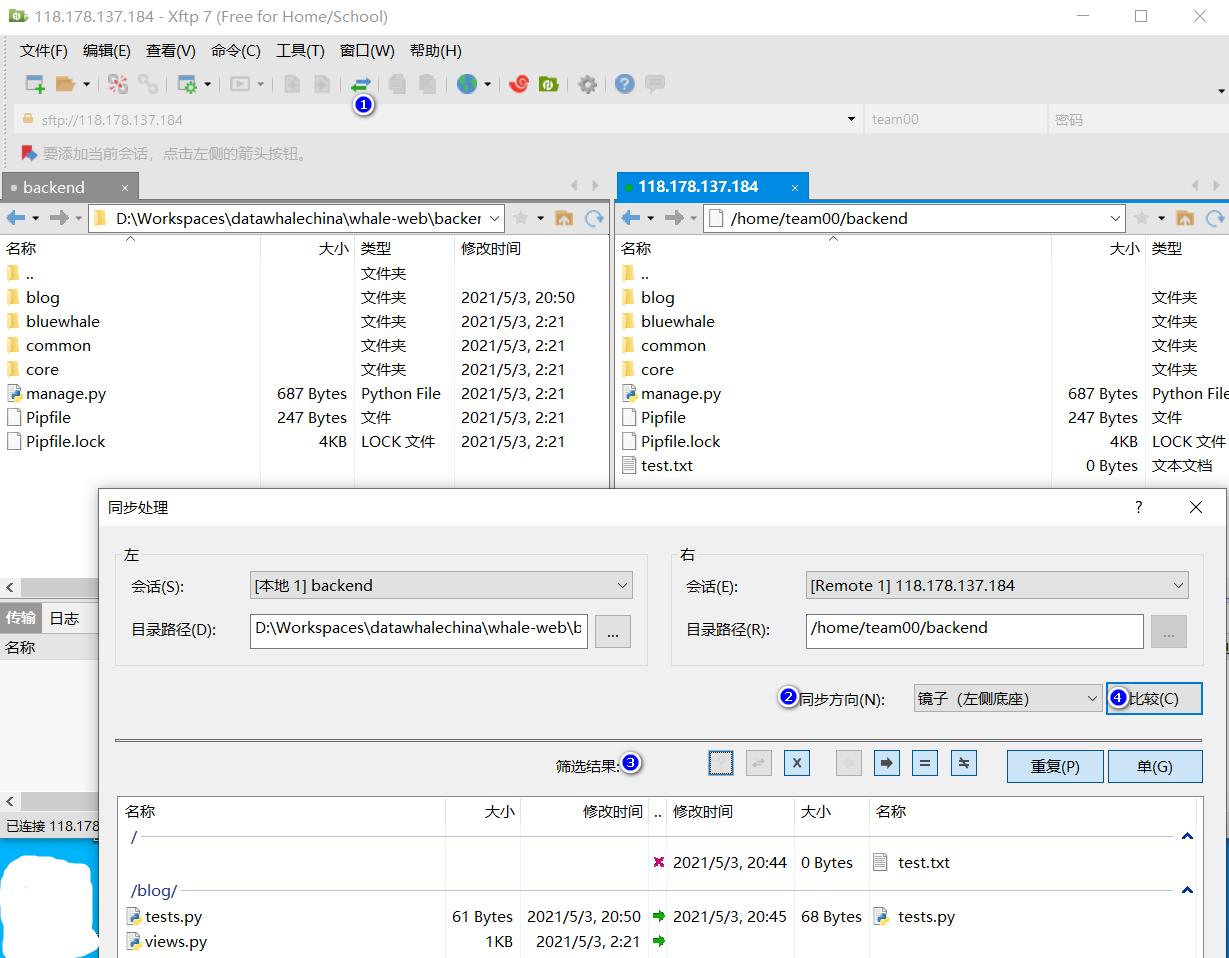 118.178.137.184 - Xftp 7 (Free for Home/School)
文件(F) 编辑(E) 查看(V) 命令(C) 工具(T) 窗口(W) 帮助(H)
1
sftp://118.178.137.184 team00 密码
要添加当前会话，点击左侧的箭头按钮。
backend × 118.178.137.184 ×
D:\Workspaces\datawhalechina\whale-web\backer /home/team00/backend
名称 大小 类型 修改时间 名称 大小 类型
.. 文件夹 ..
blog 文件夹 2021/5/3, 20:50 blog 文件夹
bluewhale 文件夹 2021/5/3, 2:21 bluewhale 文件夹
common 文件夹 2021/5/3, 2:21 common 文件夹
core 文件夹 2021/5/3, 2:21 core 文件夹
manage.py 687 Bytes Python File 2021/5/3, 2:21 manage.py 687 Bytes Python File
Pipfile 247 Bytes 文件 2021/5/3, 2:21 Pipfile 247 Bytes 文件
Pipfile.lock 4KB LOCK 文件 2021/5/3, 2:21 Pipfile.lock 4KB LOCK 文件
test.txt 0 Bytes 文本文档
同步处理 ?
左 右
会话(S): [本地 1] backend 会话(E): [Remote 1] 118.178.137.184
传输 日志
目录路径(D): D:\Workspaces\datawhalechina\whale-web\b ... 目录路径(R): /home/team00/backend ...
名称
2 同步方向(N): 镜子（左侧底座） 4 比较(C)
筛选结果: 3 ? X = 重复(P) 单(G)
名称 大小 修改时间 .. 修改时间 大小 名称
已连接 118.178
/
2021/5/3, 20:44 0 Bytes test.txt
/blog/
tests.py 61 Bytes 2021/5/3, 20:50 2021/5/3, 20:45 68 Bytes tests.py
views.py 1KB 2021/5/3, 2:21